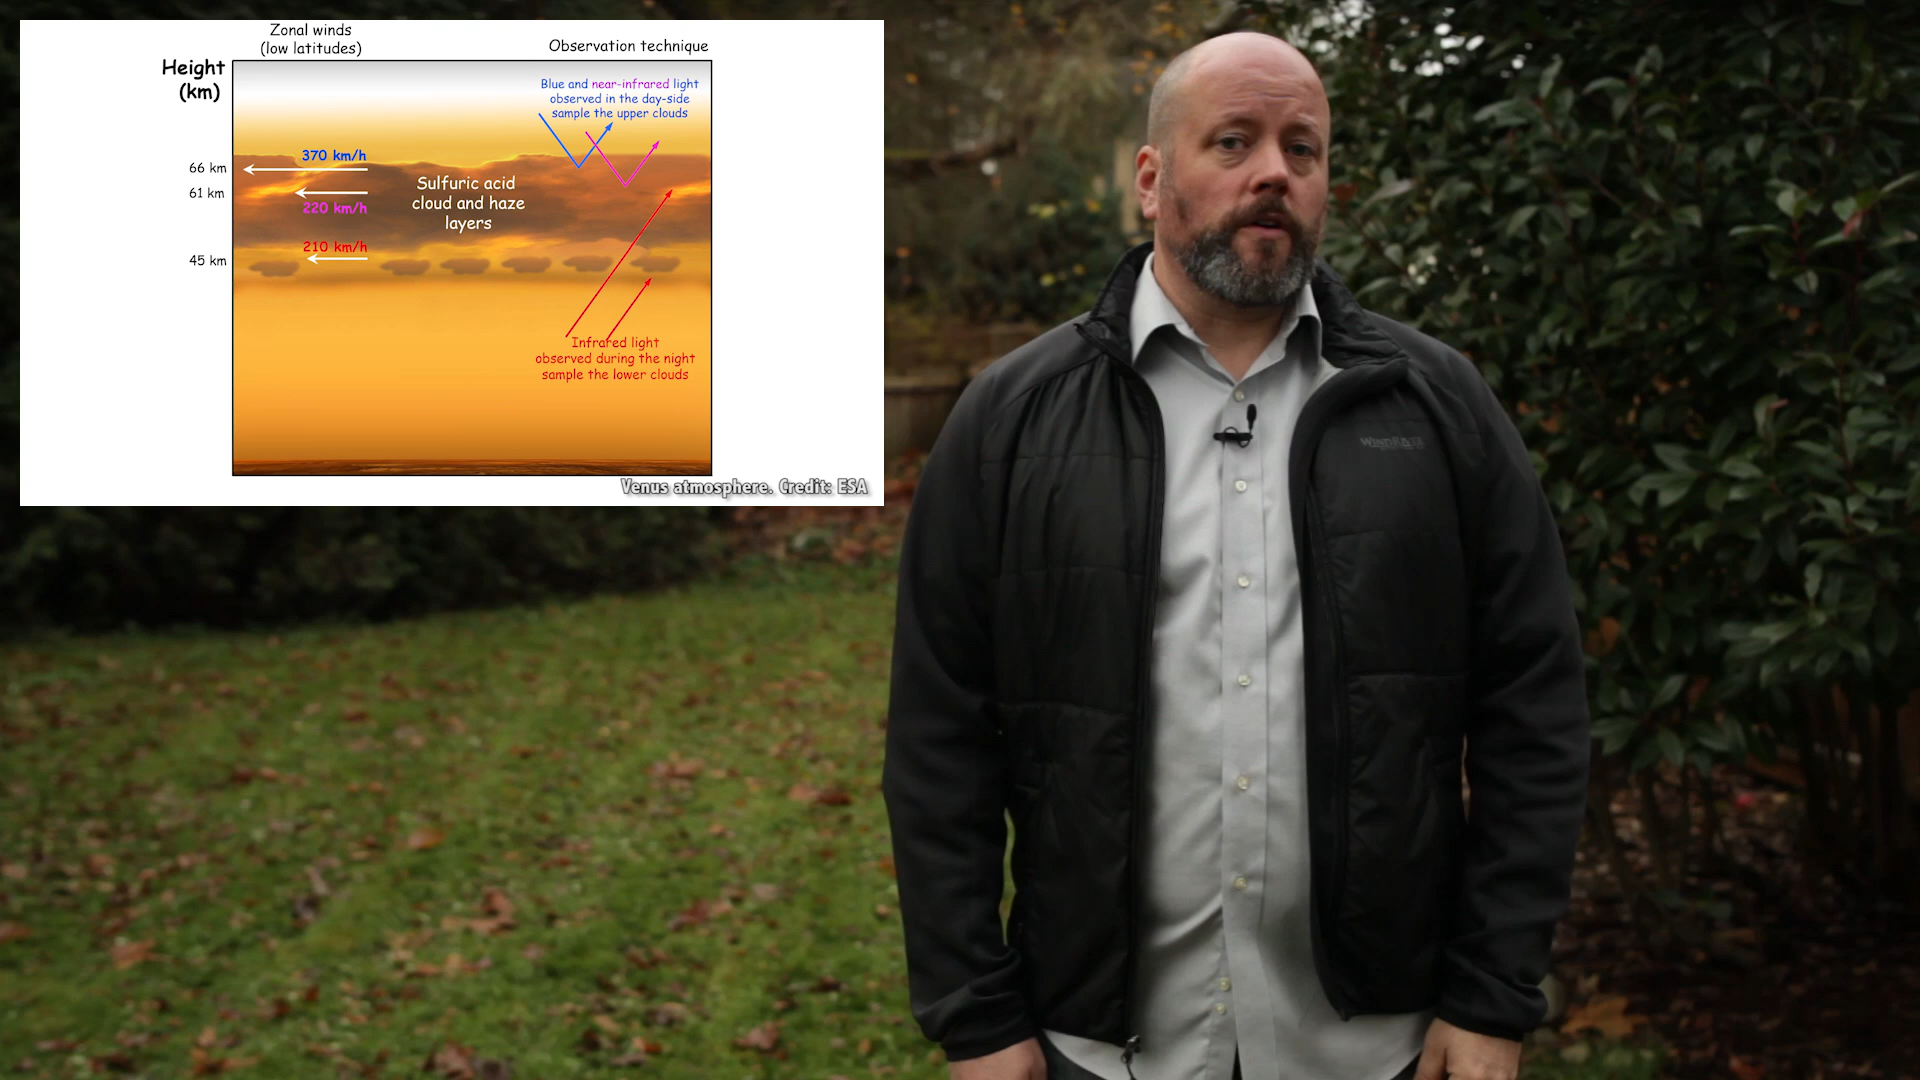 Zonal winds
(low latitudes)
Observation technique
Height
(km)
Blue and near-infrared light
observed in the day-side
sample the upper clouds
370 km/h
66 km
61 km
Sulfuric acid
cloud and haze
layers
220 km/h
210 km/h
45 km
Infrared light
observed during the night
sample the lower clouds
Venus atmosphere. Credit: ESA
WindRiver